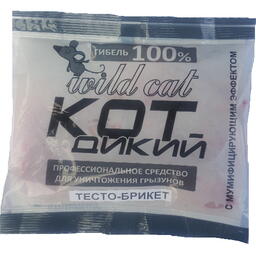 ГИБЕЛЬ 100%
wild cat
КОТ
ДИКИЙ
ПРОФЕССИОНАЛЬНОЕ СРЕДСТВО
ДЛЯ УНИЧТОЖЕНИЯ ГРЫЗУНОВ
ТЕСТО-БРИКЕТ
С МУМИФИЦИРУЮЩИМ ЭФФЕКТОМ